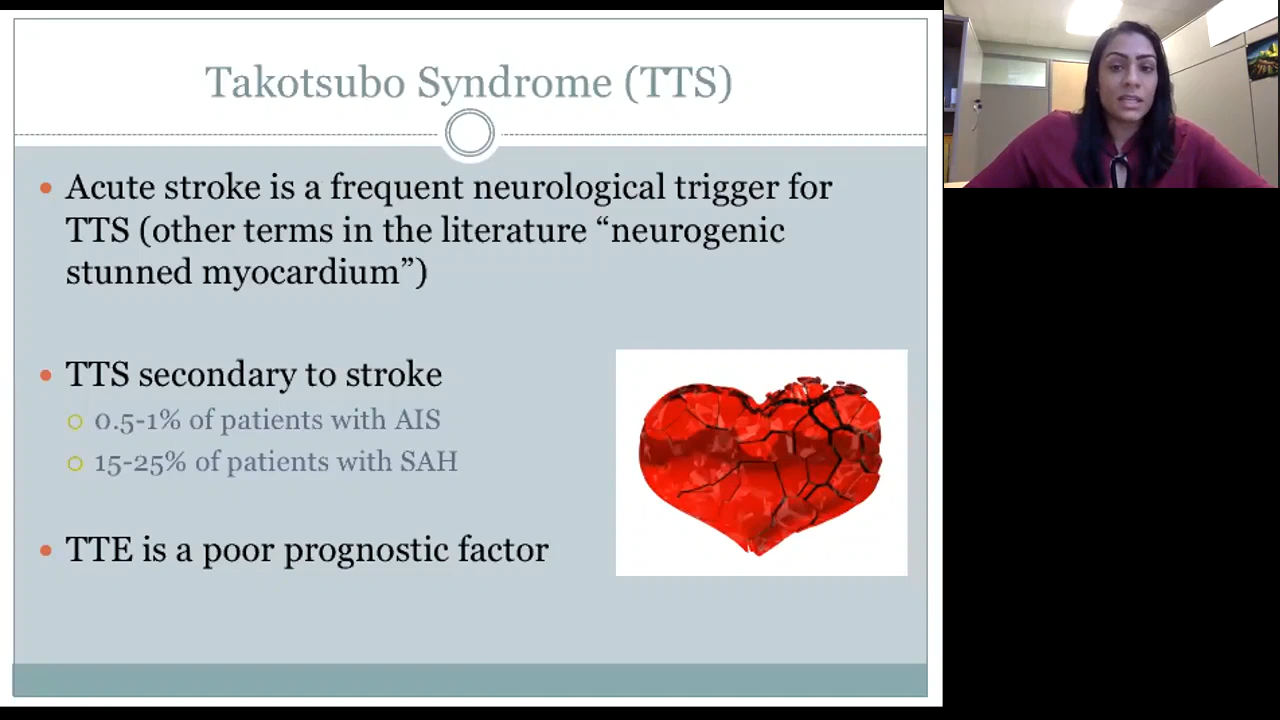 Takotsubo Syndrome (TTS)
• Acute stroke is a frequent neurological trigger for
TTS (other terms in the literature “neurogenic
stunned myocardium”)
• TTS secondary to stroke
o 0.5-1% of patients with AIS
o 15-25% of patients with SAH
• TTE is a poor prognostic factor